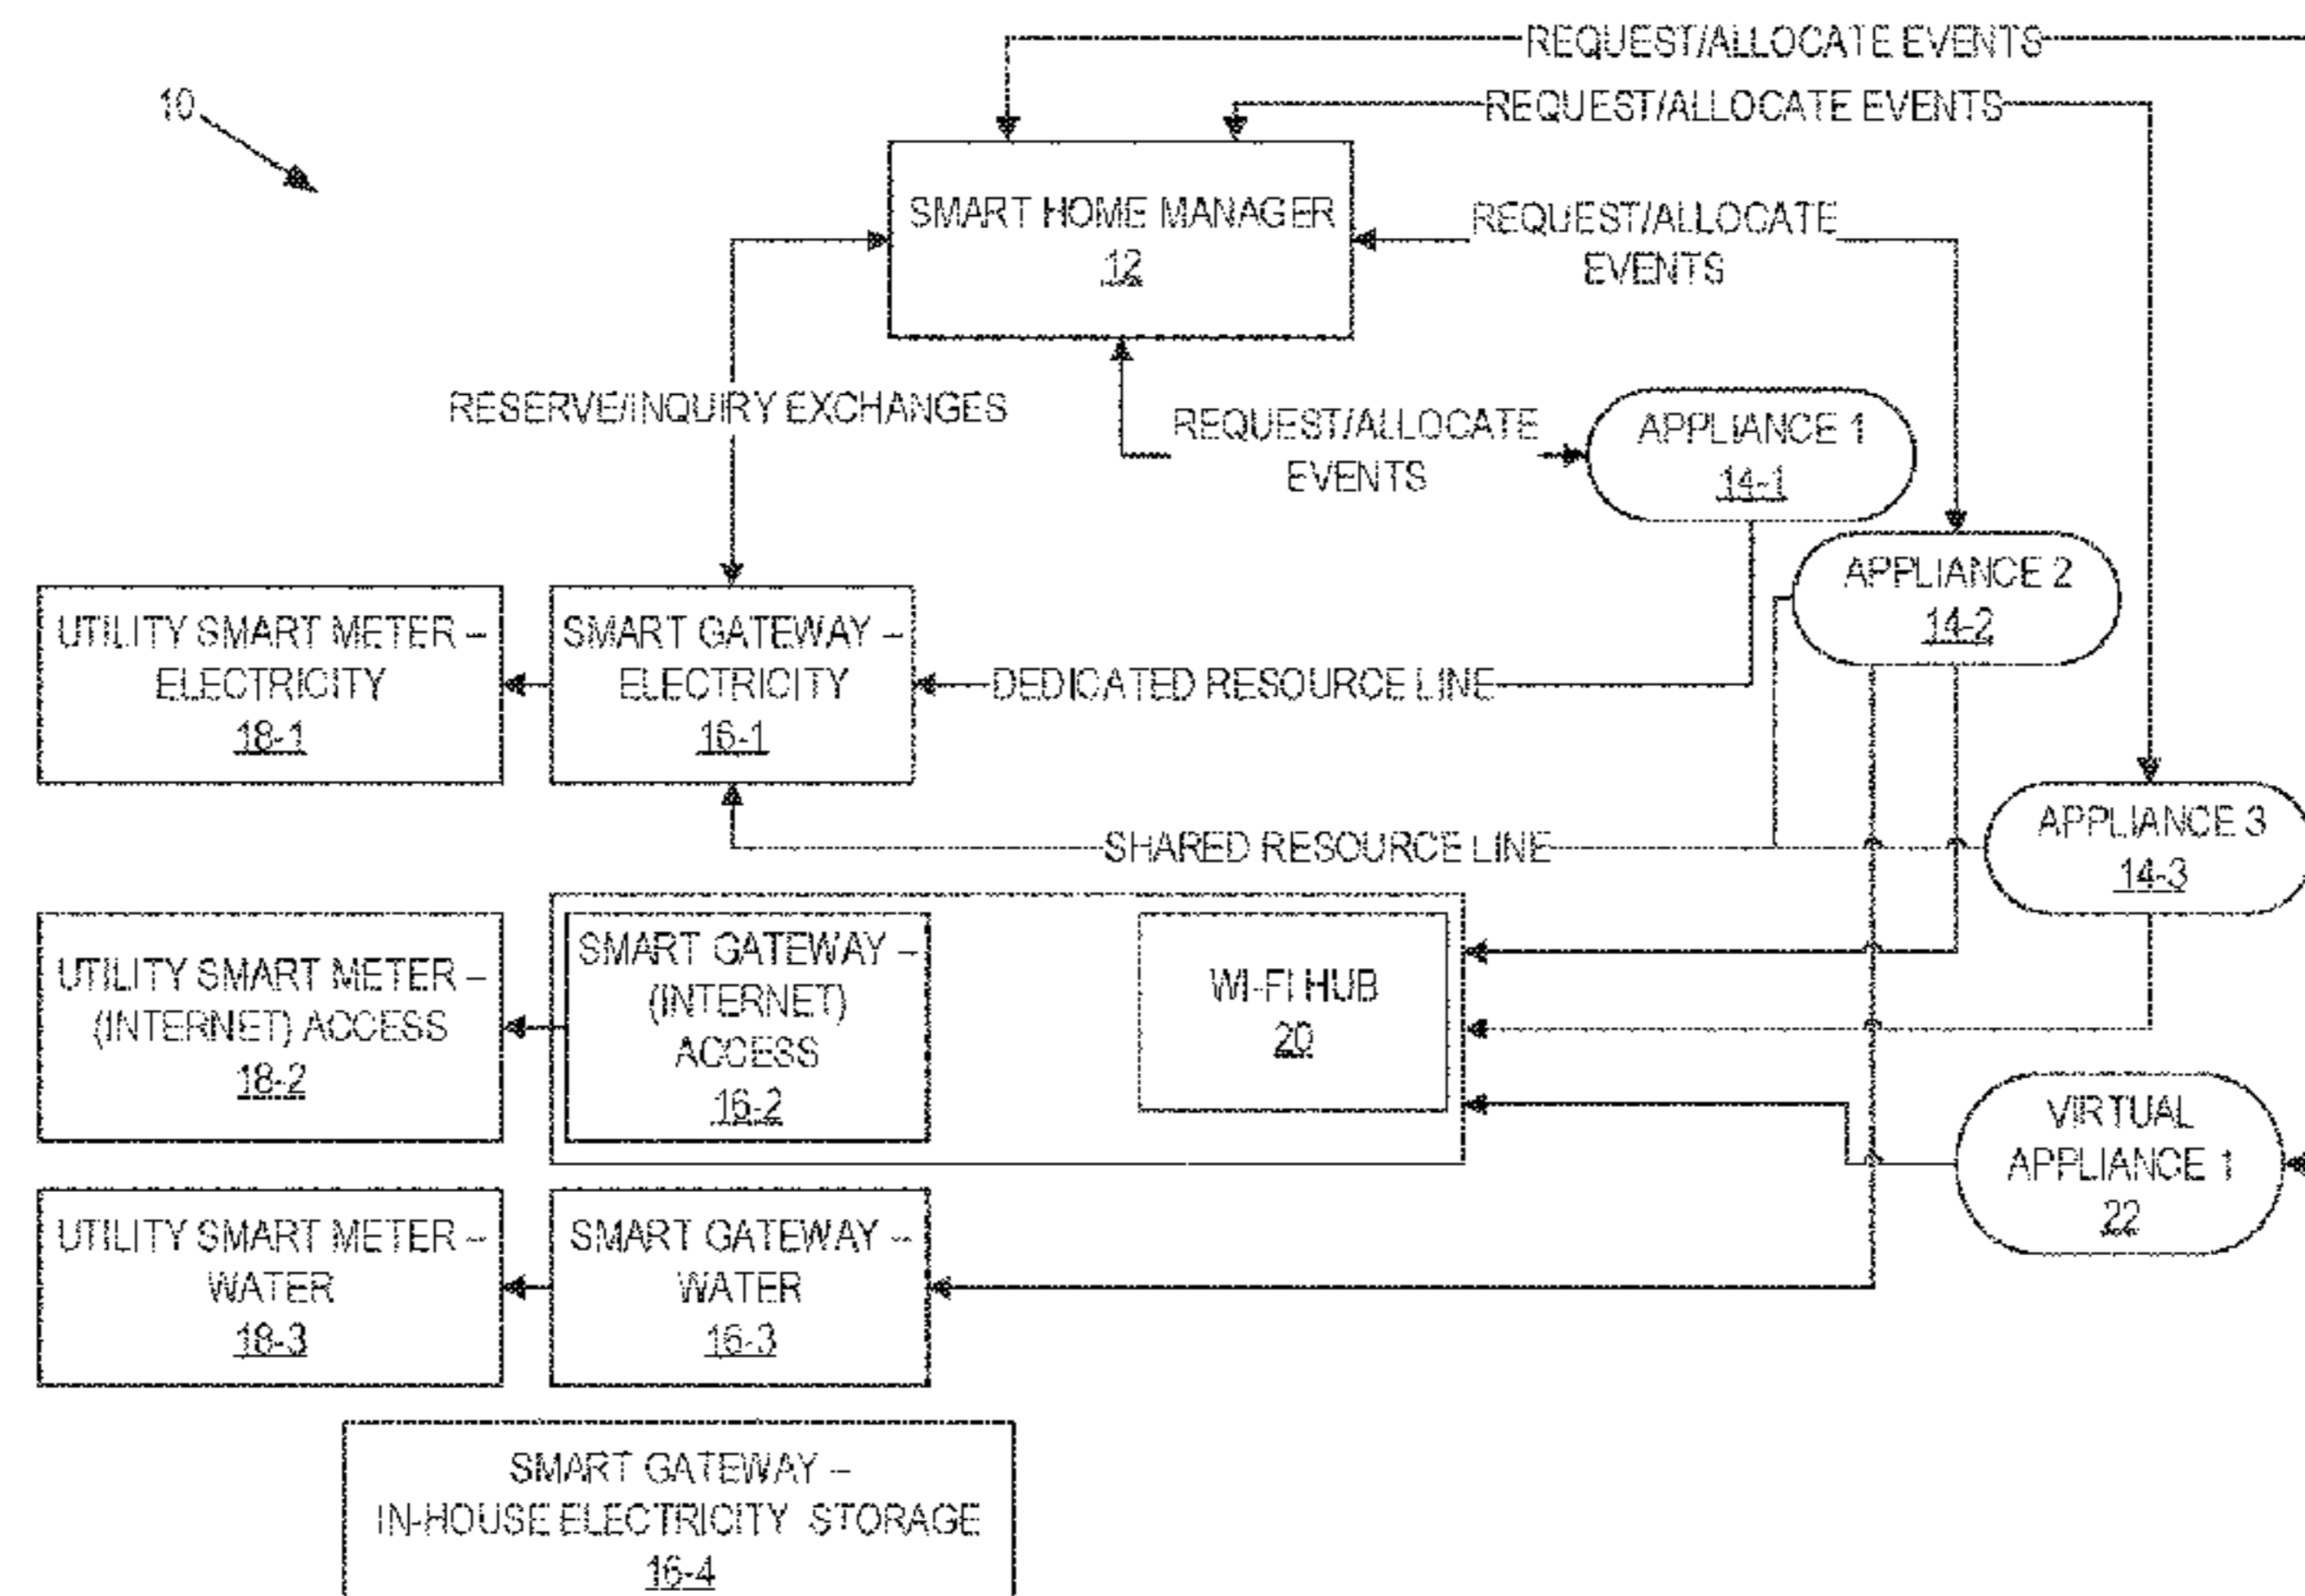 REQUEST/ALLOCATE EVENTS
10
REQUEST/ALLOCATE EVENTS
SMART HOME MANAGER
12
REQUEST/ALLOCATE
EVENTS
RESERVE/INQUIRY EXCHANGES
REQUEST/ALLOCATE
EVENTS
APPLIANCE 1
14-1
APPLIANCE 2
14-2
UTILITY SMART METER –
ELECTRICITY
18-1
SMART GATEWAY –
ELECTRICITY
16-1
DEDICATED RESOURCE LINE
SHARED RESOURCE LINE
APPLIANCE 3
14-3
UTILITY SMART METER –
(INTERNET) ACCESS
18-2
SMART GATEWAY –
(INTERNET)
ACCESS
16-2
WI-FI HUB
20
VIRTUAL
APPLIANCE 1
22
UTILITY SMART METER –
WATER
18-3
SMART GATEWAY –
WATER
16-3
SMART GATEWAY –
IN-HOUSE ELECTRICITY STORAGE
16-4